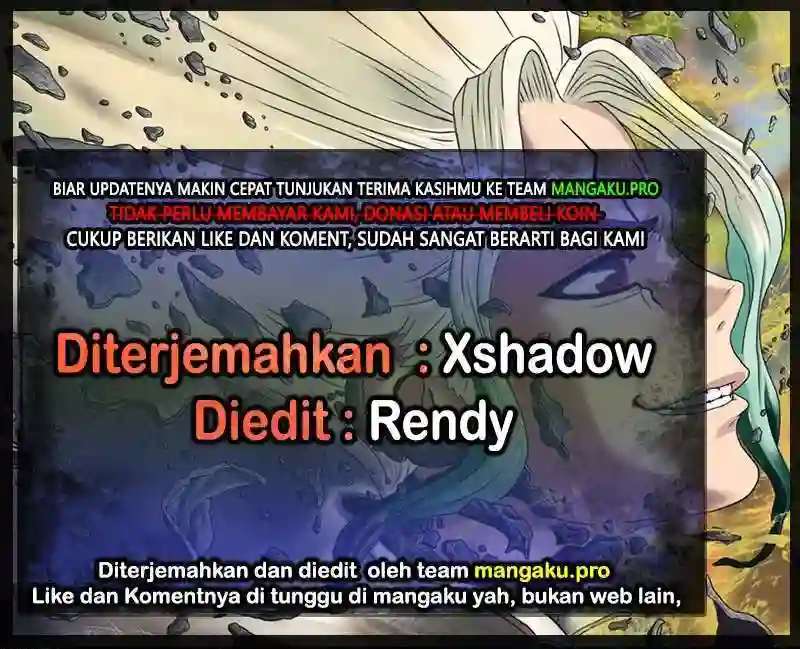 BIAR UPDATENYA MAKIN CEPAT TUNJUKAN TERIMA KASIHMU KE TEAM MANGAKU.PRO
TIDAK PERLU MEMBAYAR KAMI, DONASI ATAU MEMBELI KOIN
CUKUP BERIKAN LIKE DAN KOMENT, SUDAH SANGAT BERARTI BAGI KAMI
Diterjemahkan : Xshadow
Diedit : Rendy
Diterjemahkan dan diedit oleh team mangaku.pro
Like dan Komentnya di tunggu di mangaku yah, bukan web lain,